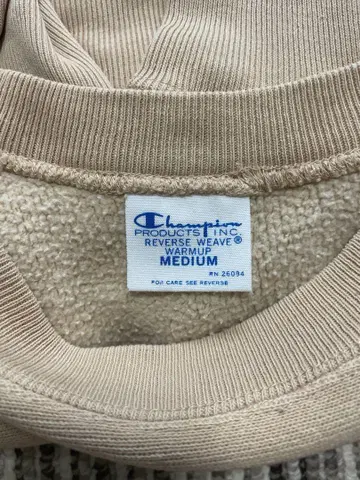 Champion
PRODUCTS INC.
REVERSE WEAVE®
WARMUP
MEDIUM
RN 26094
FOR CARE SEE REVERSE